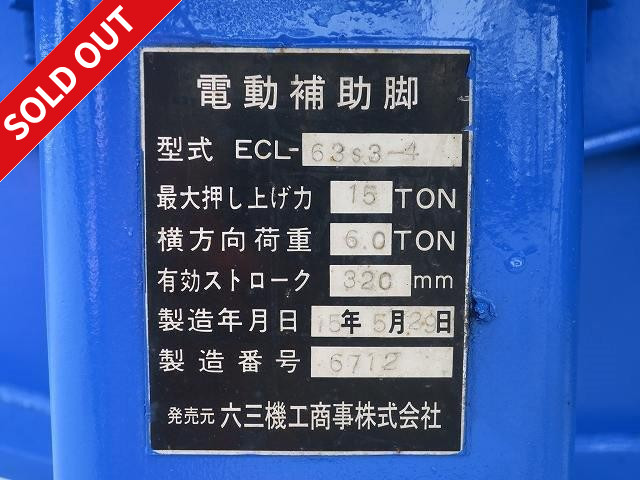 SOLD OUT
電動補助脚
型式 ECL-63S3-4
最大押し上げ力 15 TON
横方向荷重 6.0 TON
有効ストローク 320 mm
製造年月日 15年 5月29日
製造番号 6712
発売元 六三機工商事株式会社